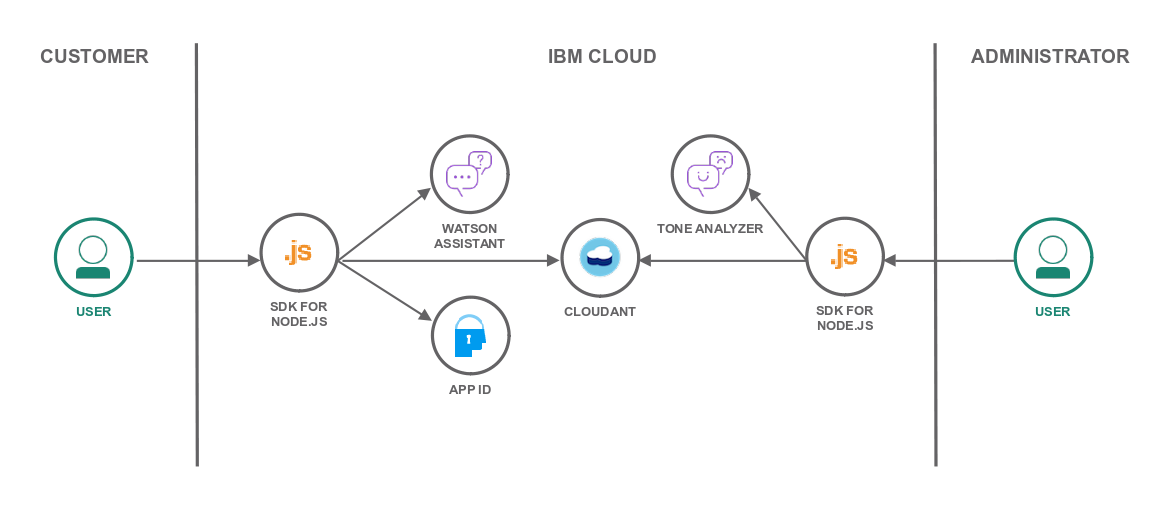 CUSTOMER
IBM CLOUD
ADMINISTRATOR
?
WATSON
ASSISTANT
TONE ANALYZER
.js
.js
USER
SDK FOR
NODE.JS
CLOUDANT
SDK FOR
NODE.JS
USER
APP ID